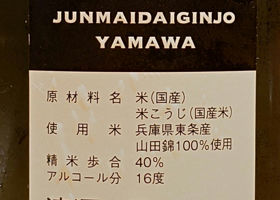 JUNMAIDAIGINJO
YAMAWA
原材料名 米(国産)
米こうじ(国産米)
使用米 兵庫県東条産
山田錦100%使用
精米歩合 40%
アルコール分 16度